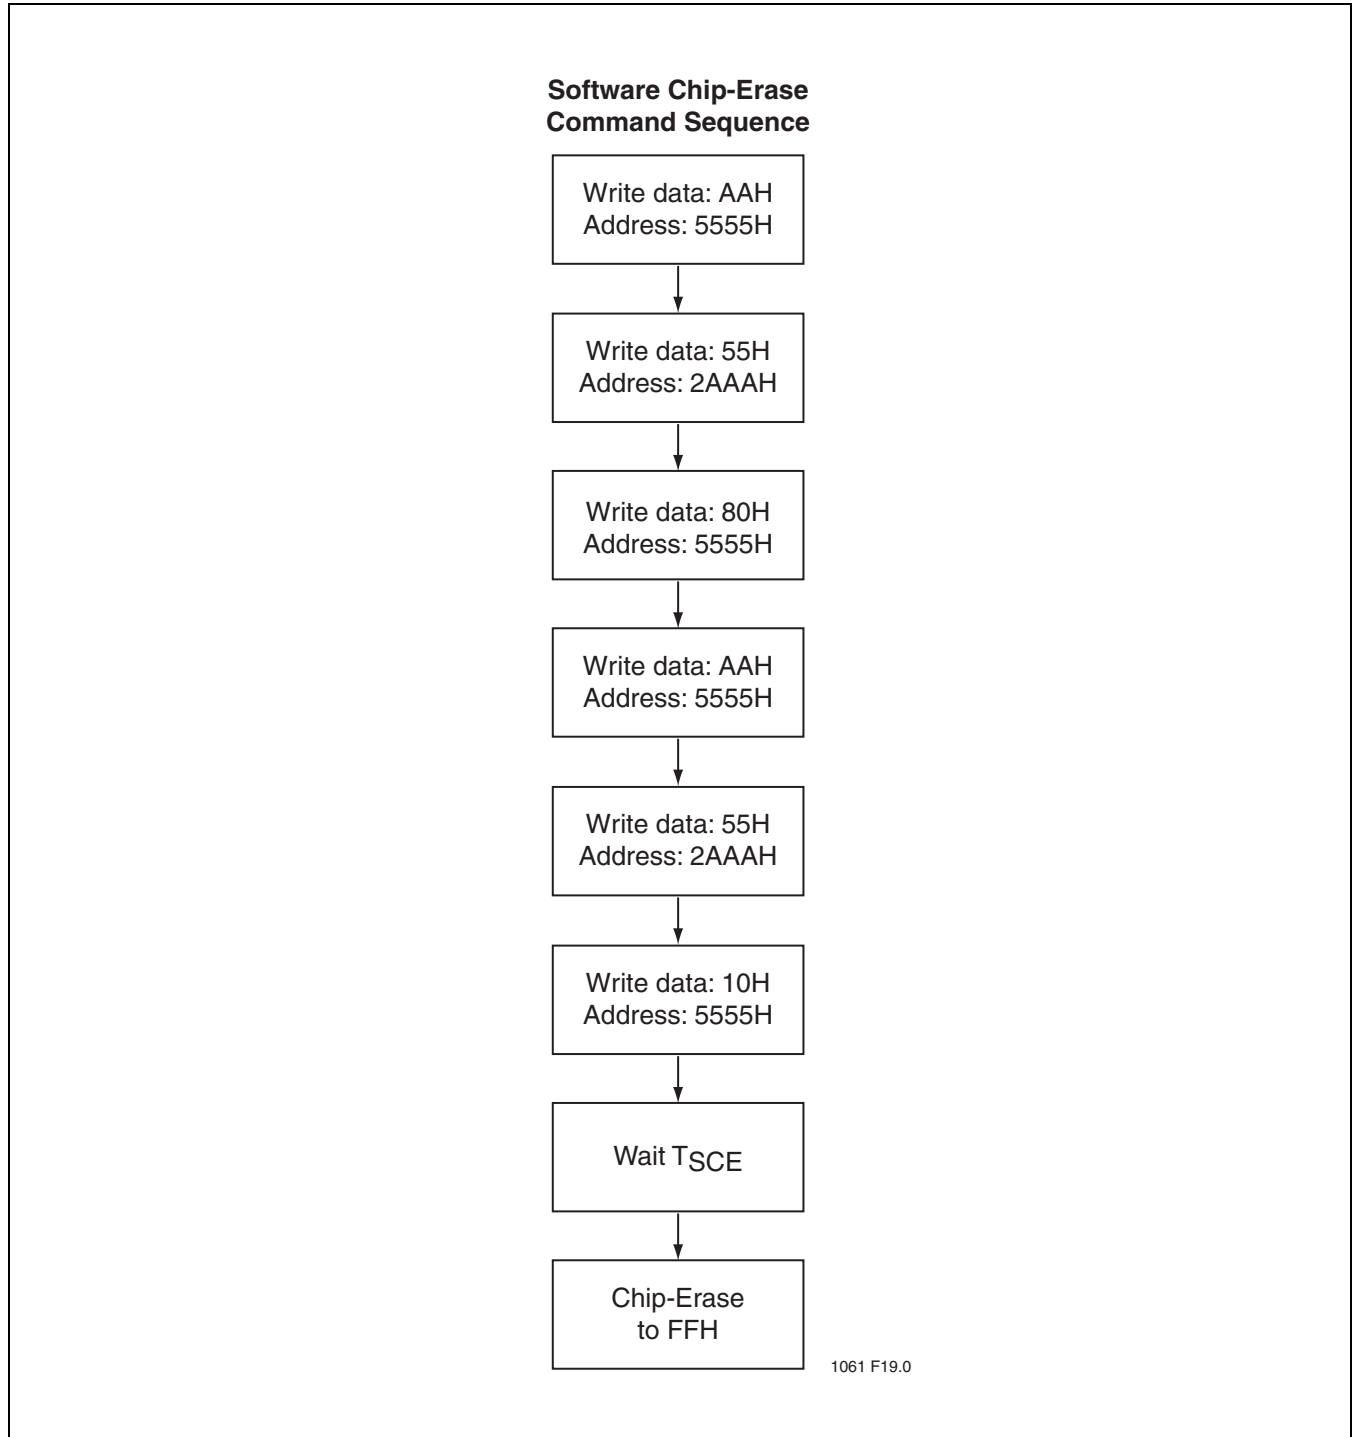 Software Chip-Erase
Command Sequence
Write data: AAH
Address: 5555H
Write data: 55H
Address: 2AAAH
Write data: 80H
Address: 5555H
Write data: AAH
Address: 5555H
Write data: 55H
Address: 2AAAH
Write data: 10H
Address: 5555H
Wait TSCE
Chip-Erase
to FFH
1061 F19.0